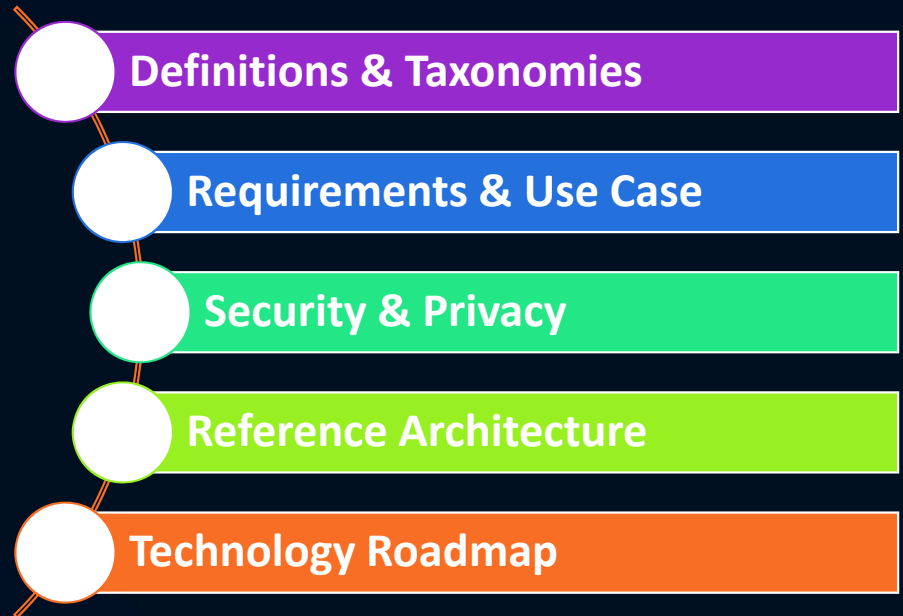 Definitions & Taxonomies
Requirements & Use Case
Security & Privacy
Reference Architecture
Technology Roadmap